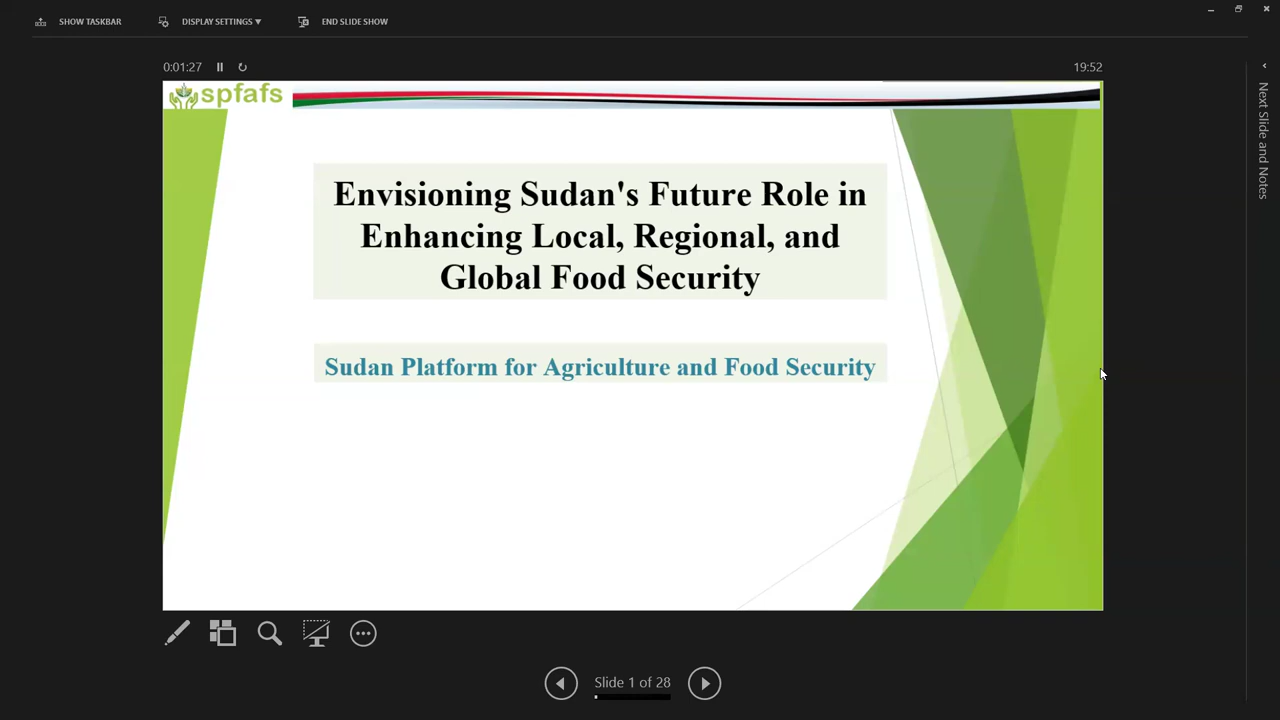 SHOW TASKBAR
DISPLAY SETTINGS
END SLIDE SHOW
0:01:27
19:52
spfafs
Envisioning Sudan's Future Role in
Enhancing Local, Regional, and
Global Food Security
Sudan Platform for Agriculture and Food Security
Slide 1 of 28
Next Slide and Notes